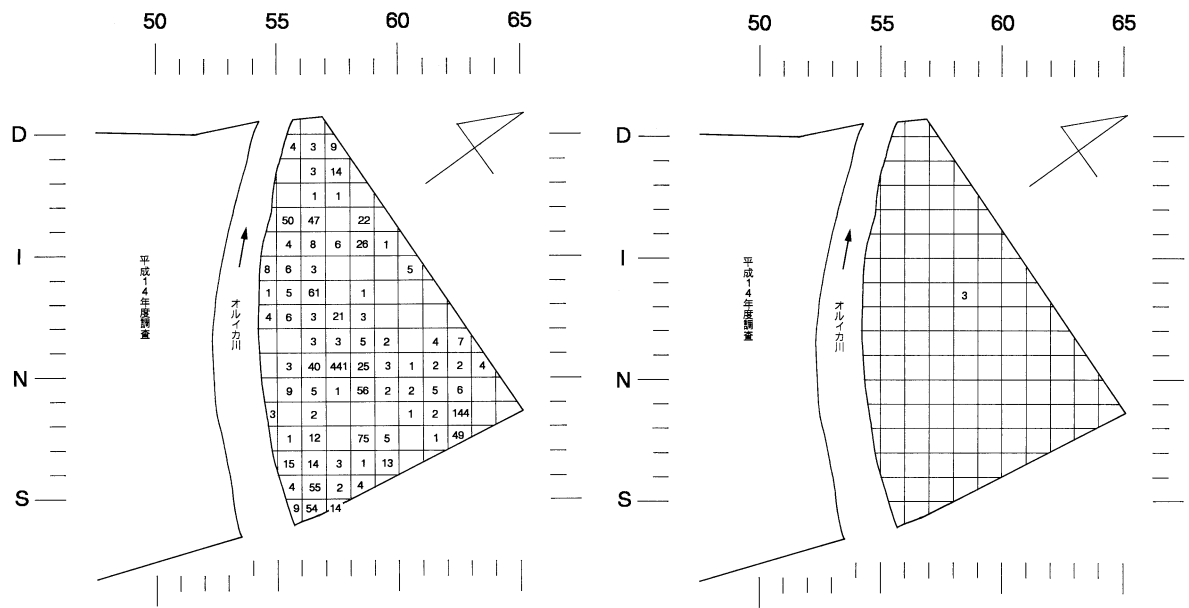 50 55 60 65
50 55 60 65
D
4 3 9
3 14
1 1
50 47 22
I
4 8 6 26 1
8 6 3 5
1 5 61 1
4 6 3 21 3
3 3 5 2 4 7
N
3 40 441 25 3 1 2 2 4
9 5 1 56 2 2 5 6
3 2 1 2 144
1 12 75 5 1 49
15 14 3 1 13
S
4 55 2 4
9 54 14
平成14年度調査
オルイカ川
D
I
3
N
S
平成14年度調査
オルイカ川